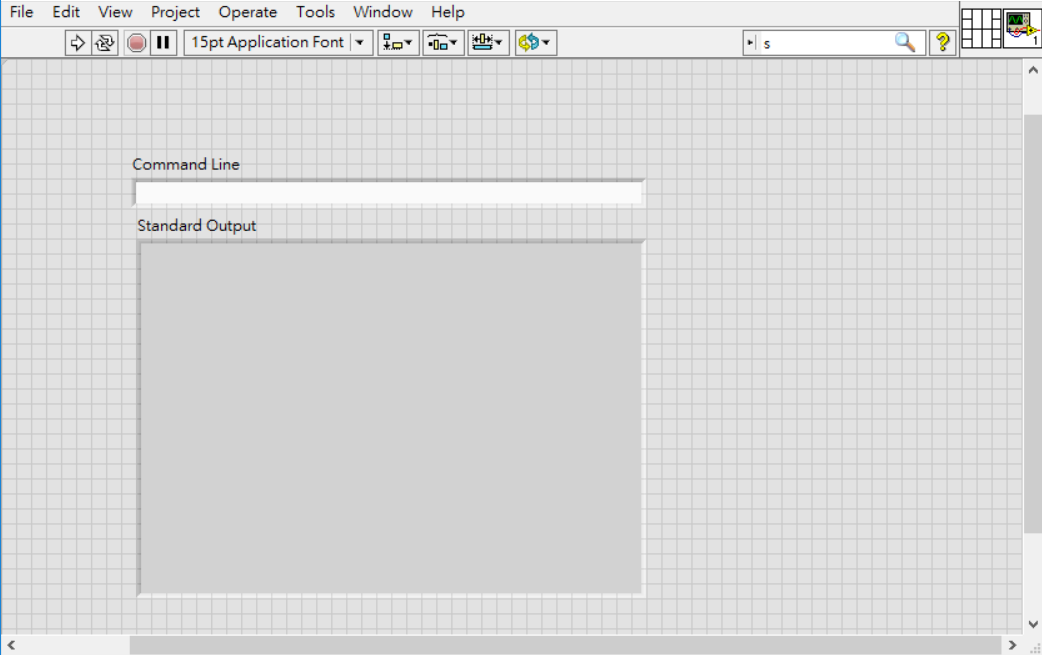 File Edit View Project Operate Tools Window Help
15pt Application Font s ? 1
Command Line
Standard Output